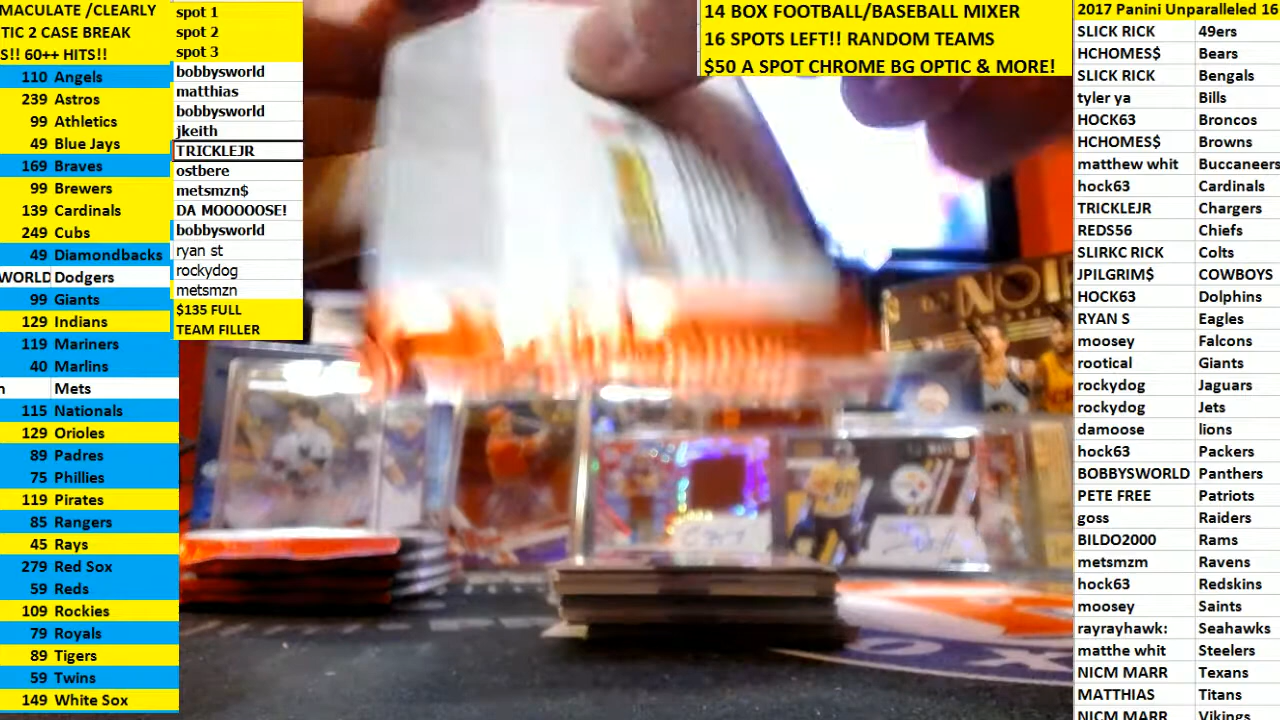 MACULATE /CLEARLY
TIC 2 CASE BREAK
S!! 60++ HITS!!
110 Angels
239 Astros
99 Athletics
49 Blue Jays
169 Braves
99 Brewers
139 Cardinals
249 Cubs
49 Diamondbacks
WORLD Dodgers
99 Giants
129 Indians
119 Mariners
40 Marlins
n Mets
115 Nationals
129 Orioles
89 Padres
75 Phillies
119 Pirates
85 Rangers
45 Rays
279 Red Sox
59 Reds
109 Rockies
79 Royals
89 Tigers
59 Twins
149 White Sox
spot 1
spot 2
spot 3
bobbysworld
matthias
bobbysworld
jkeith
TRICKLEJR
ostbere
metsmzn$
DA MOOOOOSE!
bobbysworld
ryan st
rockydog
metsmzn
$135 FULL
TEAM FILLER
14 BOX FOOTBALL/BASEBALL MIXER
16 SPOTS LEFT!! RANDOM TEAMS
$50 A SPOT CHROME BG OPTIC & MORE!
NOI
2017 Panini Unparalleled 16
SLICK RICK 49ers
HCHOMES$ Bears
SLICK RICK Bengals
tyler ya Bills
HOCK63 Broncos
HCHOMES$ Browns
matthew whit Buccaneers
hock63 Cardinals
TRICKLEJR Chargers
REDS56 Chiefs
SLIRKC RICK Colts
JPILGRIM$ COWBOYS
HOCK63 Dolphins
RYAN S Eagles
moosey Falcons
rootical Giants
rockydog Jaguars
rockydog Jets
damoose lions
hock63 Packers
BOBBYSWORLD Panthers
PETE FREE Patriots
goss Raiders
BILDO2000 Rams
metsmzm Ravens
hock63 Redskins
moosey Saints
rayrayhawk: Seahawks
matthe whit Steelers
NICM MARR Texans
MATTHIAS Titans
NICM MARR Vikings